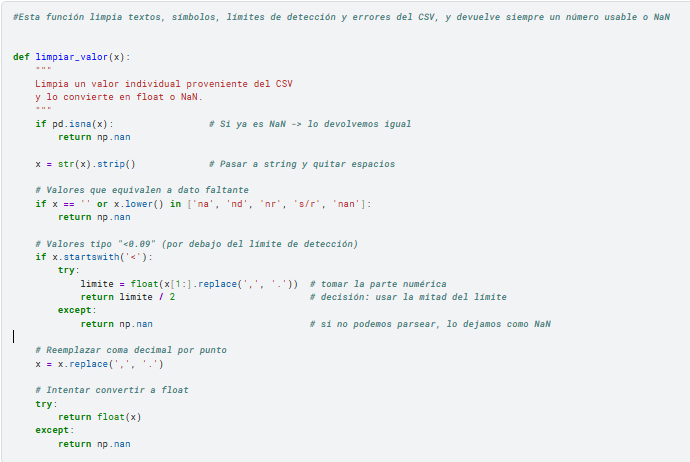 #Esta función limpia textos, símbolos, límites de detección y errores del CSV, y devuelve siempre un número usable o NaN
def limpiar_valor(x):
    """
    Limpia un valor individual proveniente del CSV
    y lo convierte en float o NaN.
    """
    if pd.isna(x):              # Si ya es NaN -> lo devolvemos igual
        return np.nan
    x = str(x).strip()          # Pasar a string y quitar espacios
    # Valores que equivalen a dato faltante
    if x == '' or x.lower() in ['na', 'nd', 'nr', 's/r', 'nan']:
        return np.nan
    # Valores tipo "<0.09" (por debajo del límite de detección)
    if x.startswith('<'):
        try:
            limite = float(x[1:].replace(',', '.'))  # tomar la parte numérica
            return limite / 2                        # decisión: usar la mitad del límite
        except:
            return np.nan                            # si no podemos parsear, lo dejamos como NaN
    # Reemplazar coma decimal por punto
    x = x.replace(',', '.')
    # Intentar convertir a float
    try:
        return float(x)
    except:
        return np.nan